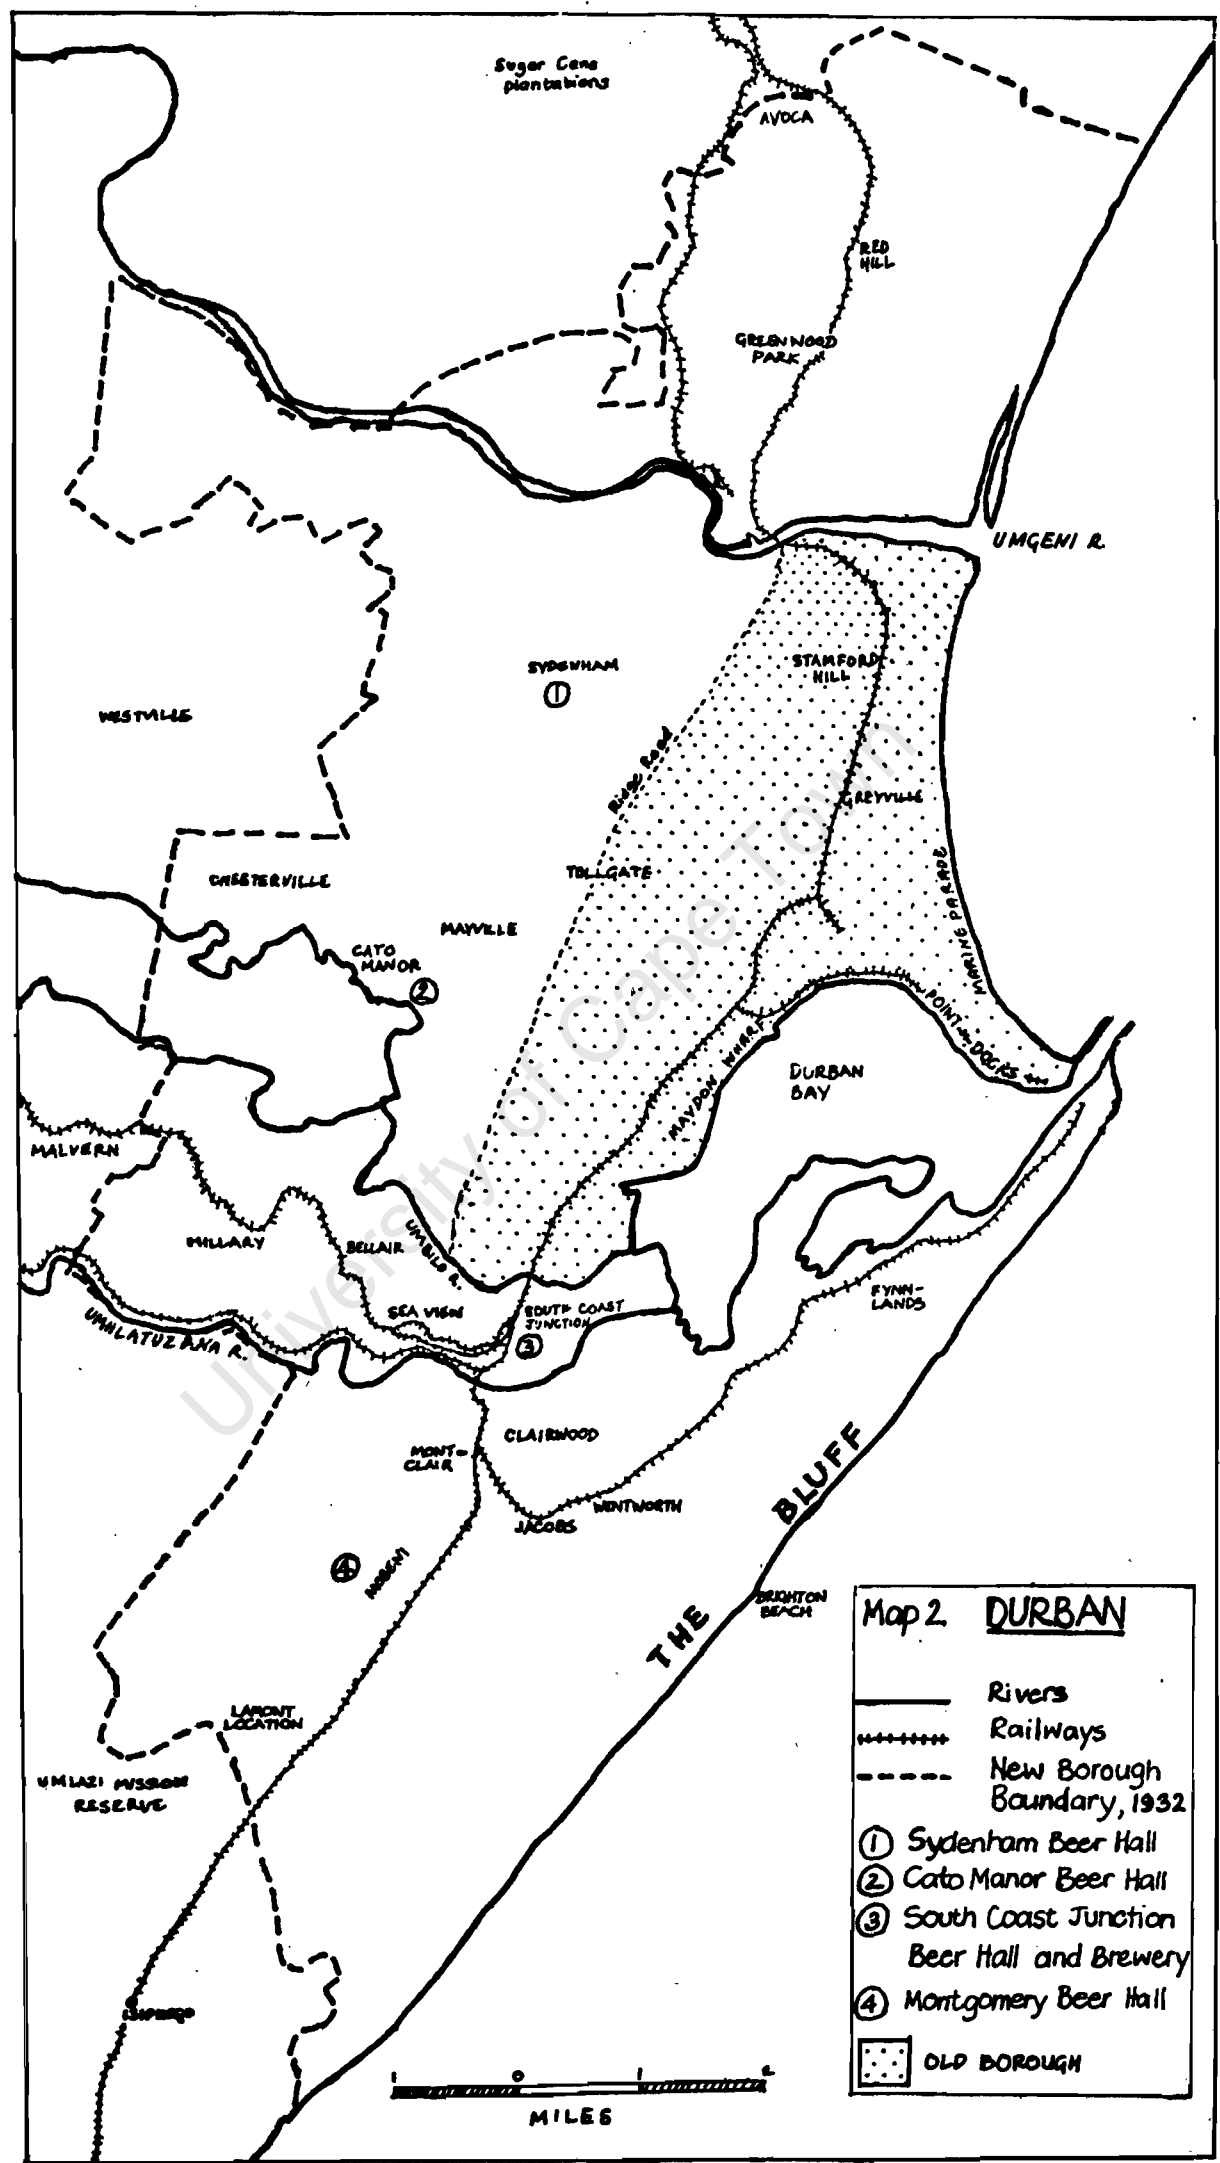 Sugar Cane
plantations
AVOCA
RED
HILL
GREENWOOD
PARK
UMGENI R.
SYDENHAM
1
STAMFORD
HILL
WESTVILLE
Ridge Road
GREYVILLE
TOLLGATE
CHESTERVILLE
MARINE PARADE
MAYVILLE
CATO
MANOR
2
POINT
DOCKS
MAYDON WHARF
DURBAN
BAY
MALVERN
HILLARY
BELLAIR
UMBILO R.
SEA VIEW
SOUTH COAST
JUNCTION
3
FYNN-
LANDS
UMHLATUZANA R.
CLAIRWOOD
MONT-
CLAIR
WENTWORTH
JACOBS
THE BLUFF
4
MOBENI
BRIGHTON
BEACH
LAMONT
LOCATION
UMLAZI MISSION
RESERVE
ISIPINGO
1 0 1 2
MILES
Map 2 DURBAN
Rivers
Railways
New Borough
Boundary, 1932
1 Sydenham Beer Hall
2 Cato Manor Beer Hall
3 South Coast Junction
Beer Hall and Brewery
4 Montgomery Beer Hall
OLD BOROUGH
University of Cape Town